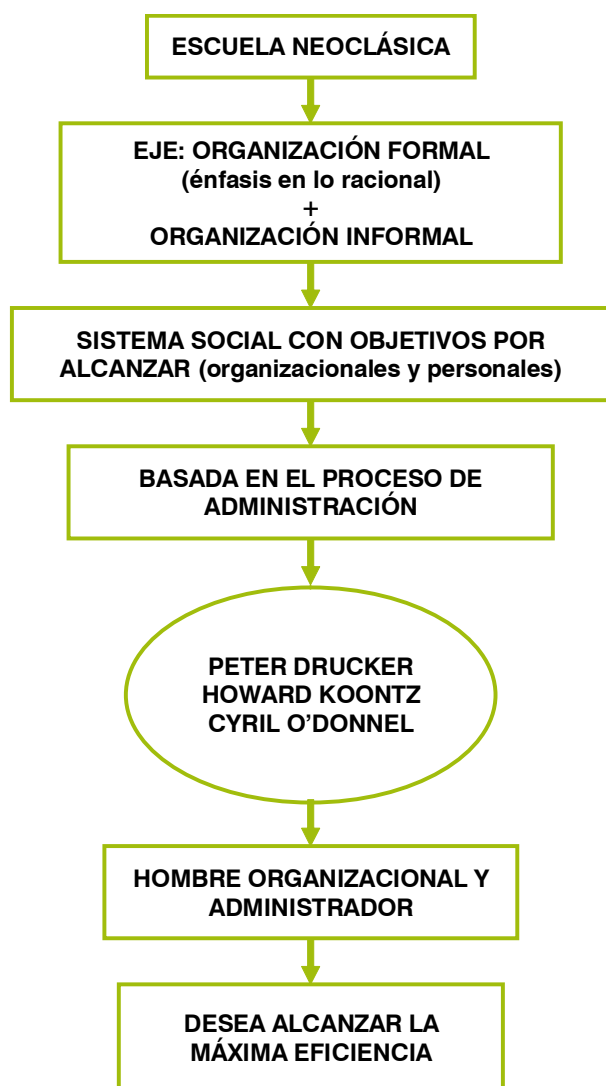 ESCUELA NEOCLÁSICA
EJE: ORGANIZACIÓN FORMAL
(énfasis en lo racional)
+
ORGANIZACIÓN INFORMAL
SISTEMA SOCIAL CON OBJETIVOS POR
ALCANZAR (organizacionales y personales)
BASADA EN EL PROCESO DE
ADMINISTRACIÓN
PETER DRUCKER
HOWARD KOONTZ
CYRIL O’DONNEL
HOMBRE ORGANIZACIONAL Y
ADMINISTRADOR
DESEA ALCANZAR LA
MÁXIMA EFICIENCIA